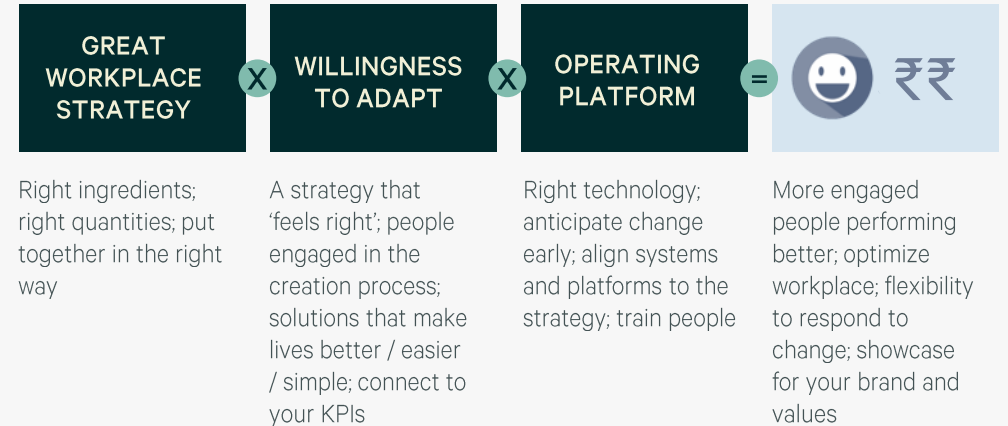 GREAT
WORKPLACE
STRATEGY
X
WILLINGNESS
TO ADAPT
X
OPERATING
PLATFORM
=
₹₹
Right ingredients;
right quantities; put
together in the right
way
A strategy that
‘feels right’; people
engaged in the
creation process;
solutions that make
lives better / easier
/ simple; connect to
your KPIs
Right technology;
anticipate change
early; align systems
and platforms to the
strategy; train people
More engaged
people performing
better; optimize
workplace; flexibility
to respond to
change; showcase
for your brand and
values